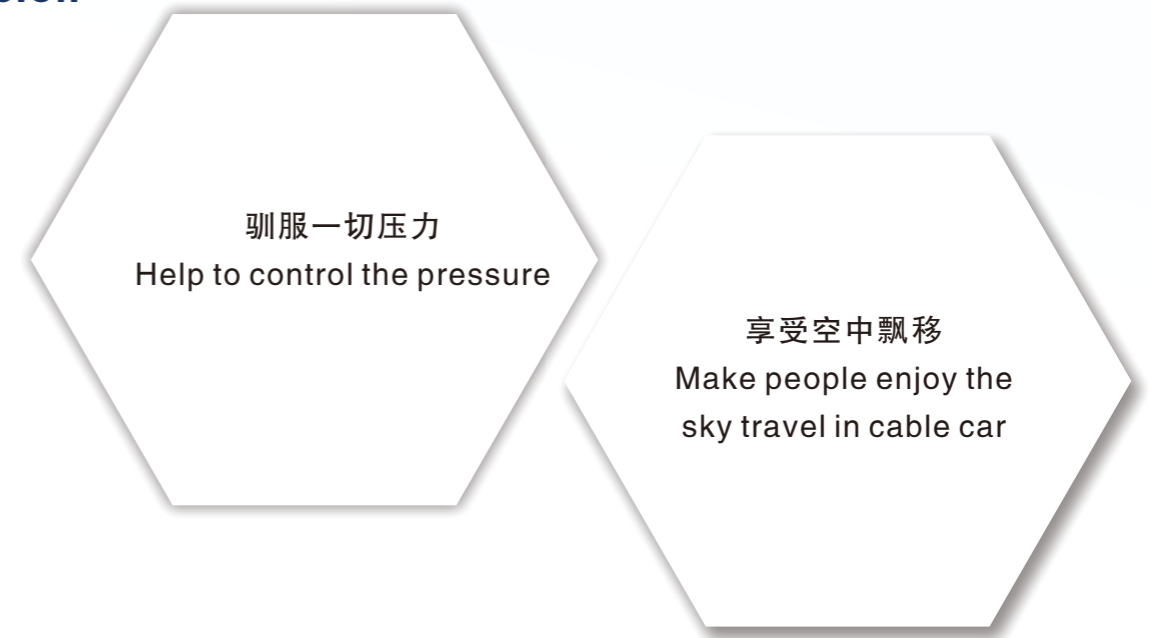 驯服一切压力
Help to control the pressure
享受空中飘移
Make people enjoy the
sky travel in cable car